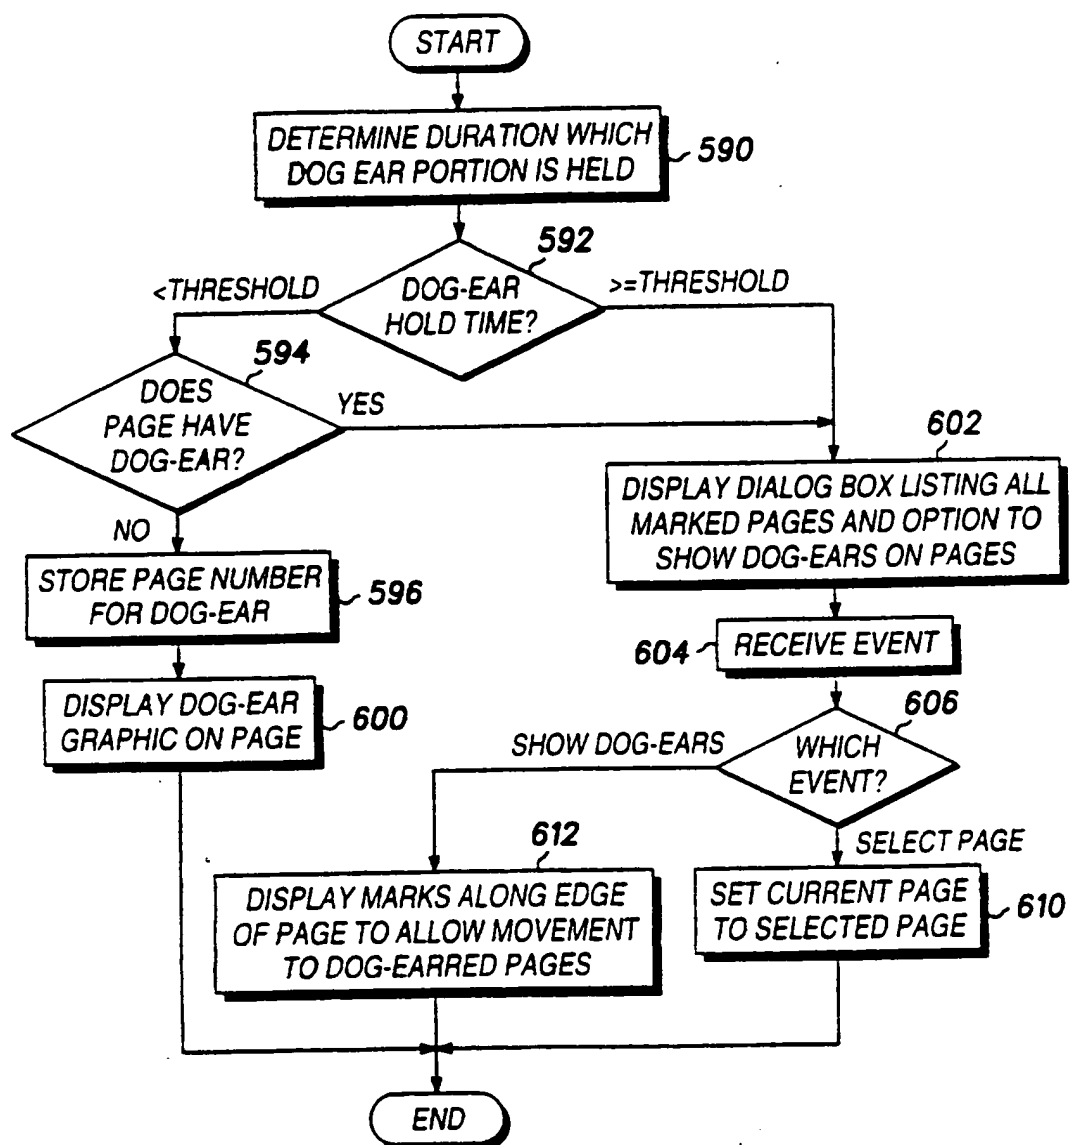 START
DETERMINE DURATION WHICH
DOG EAR PORTION IS HELD
590
592
<THRESHOLD
DOG-EAR
HOLD TIME?
>=THRESHOLD
594
DOES
PAGE HAVE
DOG-EAR?
YES
NO
602
DISPLAY DIALOG BOX LISTING ALL
MARKED PAGES AND OPTION TO
SHOW DOG-EARS ON PAGES
STORE PAGE NUMBER
FOR DOG-EAR
596
604
RECEIVE EVENT
DISPLAY DOG-EAR
GRAPHIC ON PAGE
600
606
SHOW DOG-EARS
WHICH
EVENT?
SELECT PAGE
612
DISPLAY MARKS ALONG EDGE
OF PAGE TO ALLOW MOVEMENT
TO DOG-EARRED PAGES
SET CURRENT PAGE
TO SELECTED PAGE
610
END